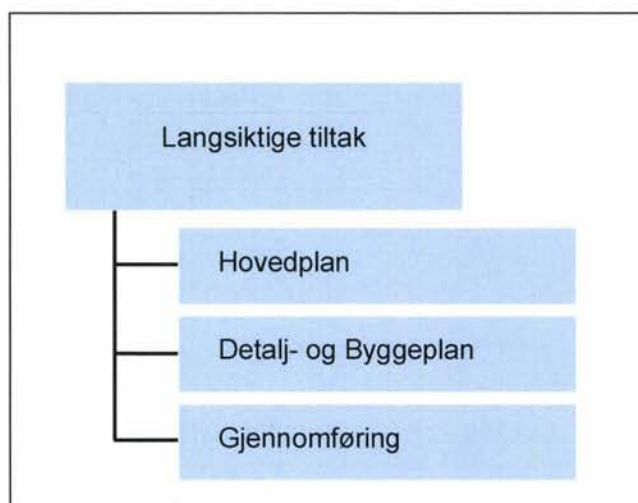 Langsiktige tiltak
Hovedplan
Detalj- og Byggeplan
Gjennomføring